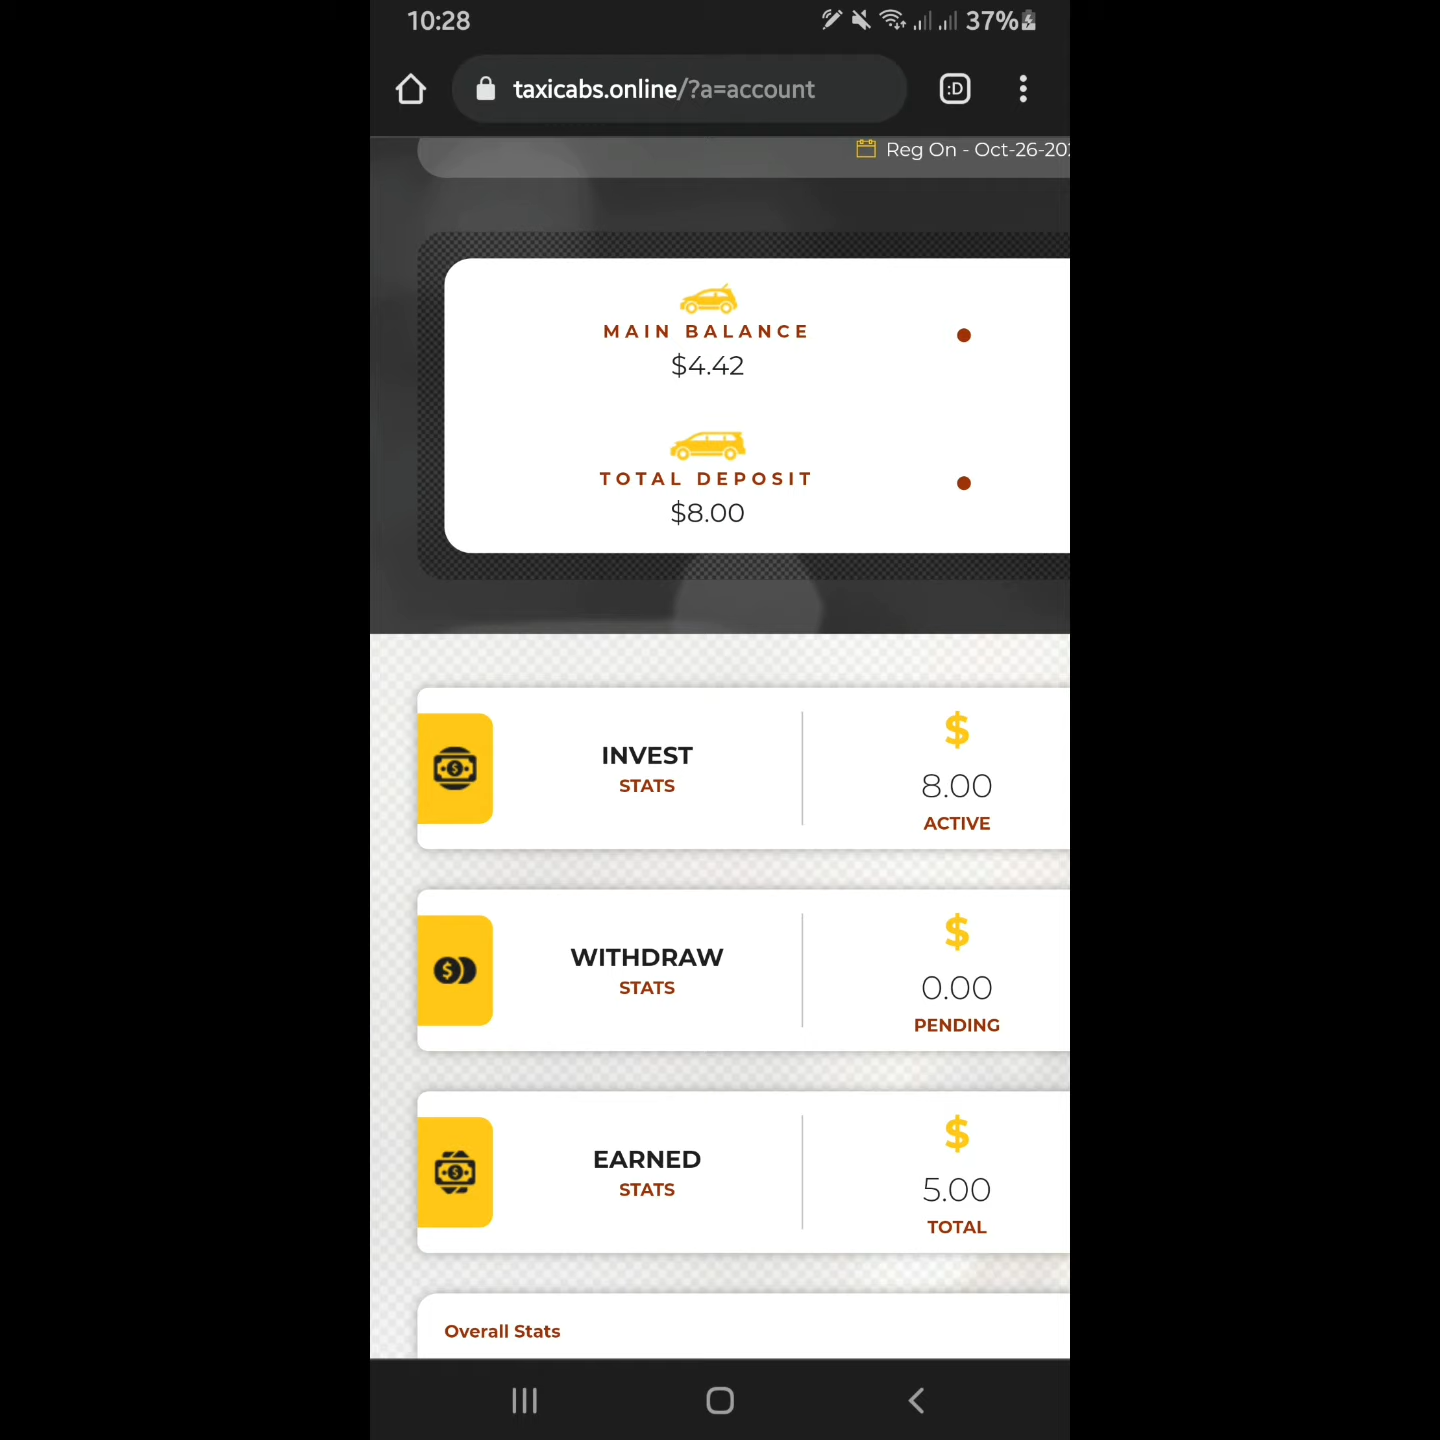 10:28
37%
taxicabs.online/?a=account
:D
Reg On - Oct-26-20
MAIN BALANCE
$4.42
TOTAL DEPOSIT
$8.00
INVEST
STATS
$
8.00
ACTIVE
WITHDRAW
STATS
$
0.00
PENDING
EARNED
STATS
$
5.00
TOTAL
Overall Stats